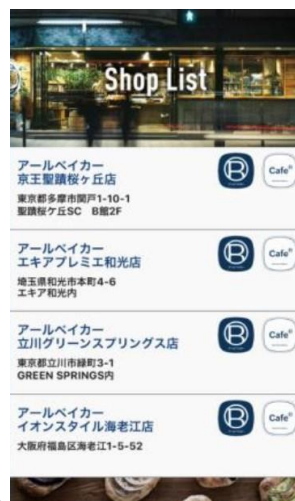 Shop List
アールベイカー
京王聖蹟桜ヶ丘店
東京都多摩市関戸1-10-1
聖蹟桜ケ丘SC B館2F
R
Cafe
アールベイカー
エキアプレミエ和光店
埼玉県和光市本町4-6
エキア和光内
R
Cafe
アールベイカー
立川グリーンスプリングス店
東京都立川市緑町3-1
GREEN SPRINGS内
R
Cafe
アールベイカー
イオンスタイル海老江店
大阪府福島区海老江1-5-52
R
Cafe